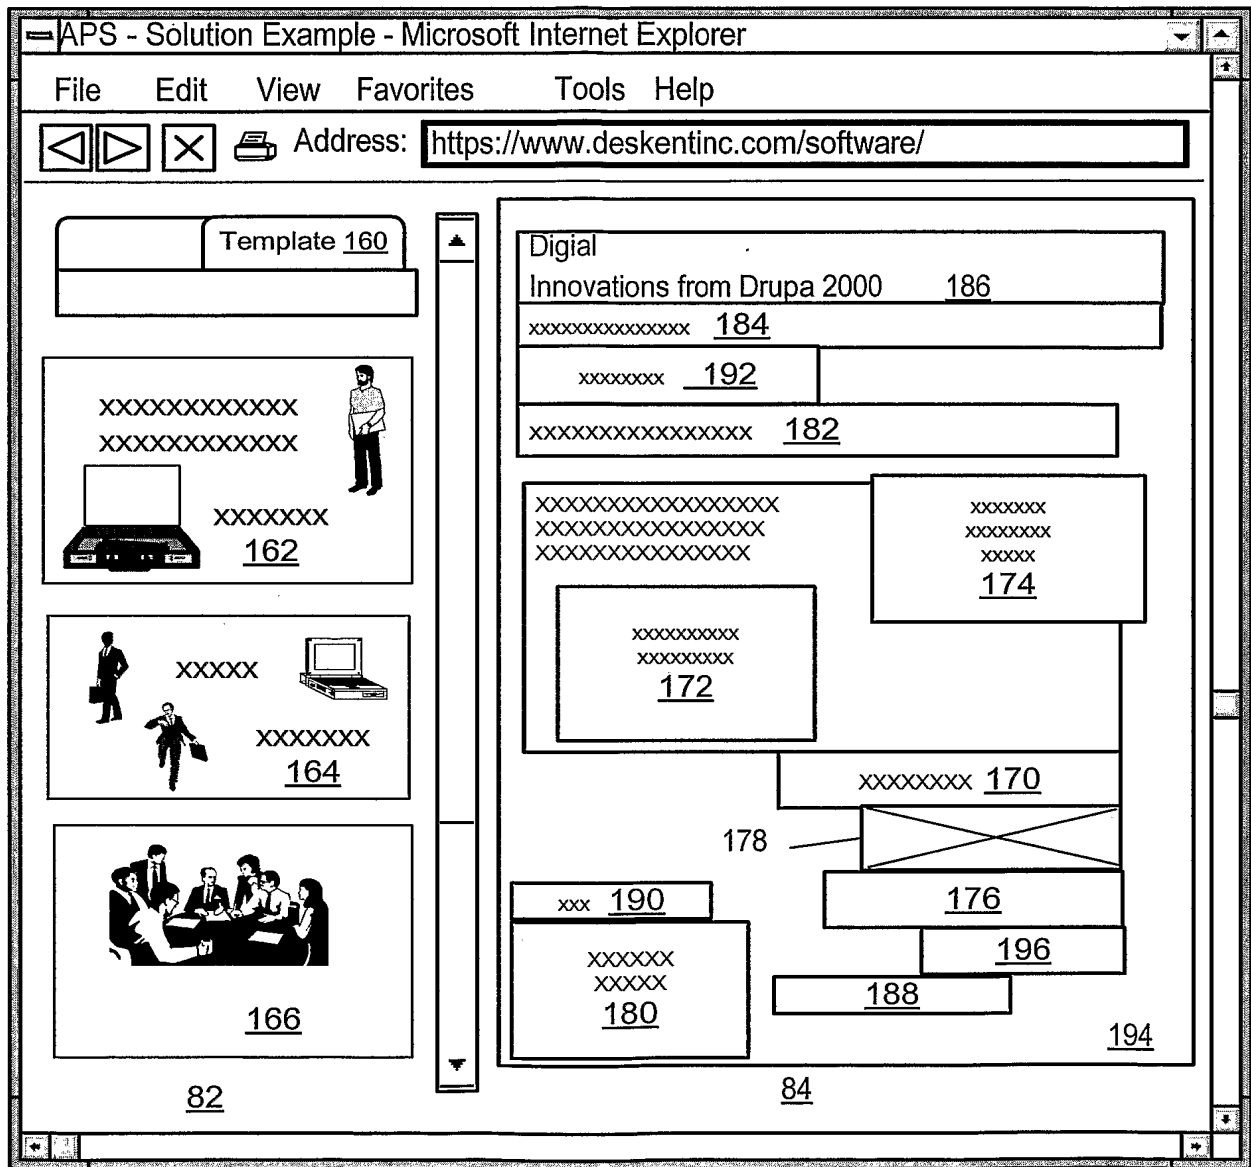 APS - Solution Example - Microsoft Internet Explorer
File Edit View Favorites Tools Help
Address: https://www.deskentinc.com/software/
Template 160
XXXXXXXXXXXX
XXXXXXXXXXXX
XXXXXXX
162
XXXXX
XXXXXXX
164
166
82
Digial
Innovations from Drupa 2000 186
xxxxxxxxxxxxxxx 184
xxxxxxxx 192
xxxxxxxxxxxxxxxx 182
XXXXXXXXXXXXXXXXX
XXXXXXXXXXXXXXXX
XXXXXXXXXXXXXXX
xxxxxxx
xxxxxxxx
xxxxx
174
xxxxxxxxxx
xxxxxxxxx
172
xxxxxxxx 170
178
176
xxx 190
196
xxxxxx
xxxxx
180
188
194
84